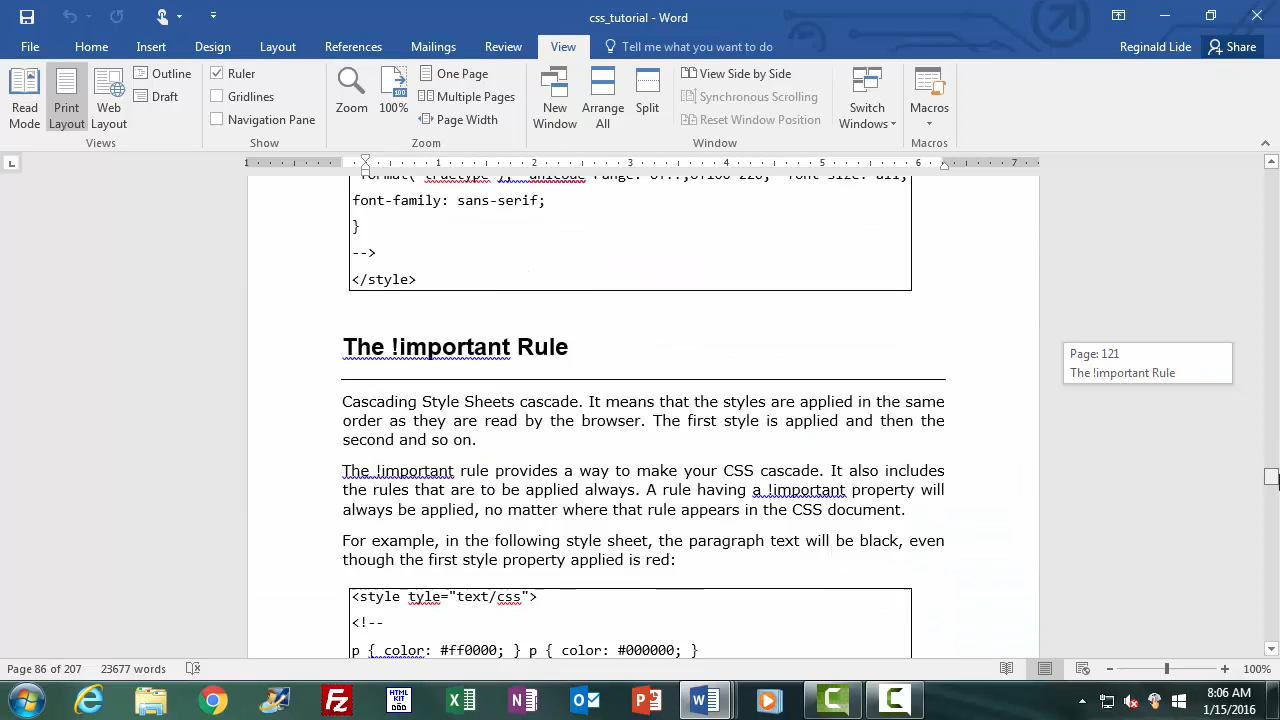 css_tutorial - Word
File Home Insert Design Layout References Mailings Review View Tell me what you want to do Reginald Lide Share
Read Mode
Print Layout
Web Layout
Outline
Draft
Views
Ruler
Gridlines
Navigation Pane
Show
Zoom
100%
One Page
Multiple Pages
Page Width
Zoom
New Window
Arrange All
Split
View Side by Side
Synchronous Scrolling
Reset Window Position
Window
Switch Windows
Macros
Macros
1 1 2 3 4 5 6 7
font-family: sans-serif;
}
-->
</style>
The !important Rule
Page: 121
The !important Rule
Cascading Style Sheets cascade. It means that the styles are applied in the same
order as they are read by the browser. The first style is applied and then the
second and so on.
The !important rule provides a way to make your CSS cascade. It also includes
the rules that are to be applied always. A rule having a !important property will
always be applied, no matter where that rule appears in the CSS document.
For example, in the following style sheet, the paragraph text will be black, even
though the first style property applied is red:
<style tyle="text/css">
<!--
p { color: #ff0000; } p { color: #000000; }
Page 86 of 207 23677 words 100%
HTML KIT
8:06 AM
1/15/2016